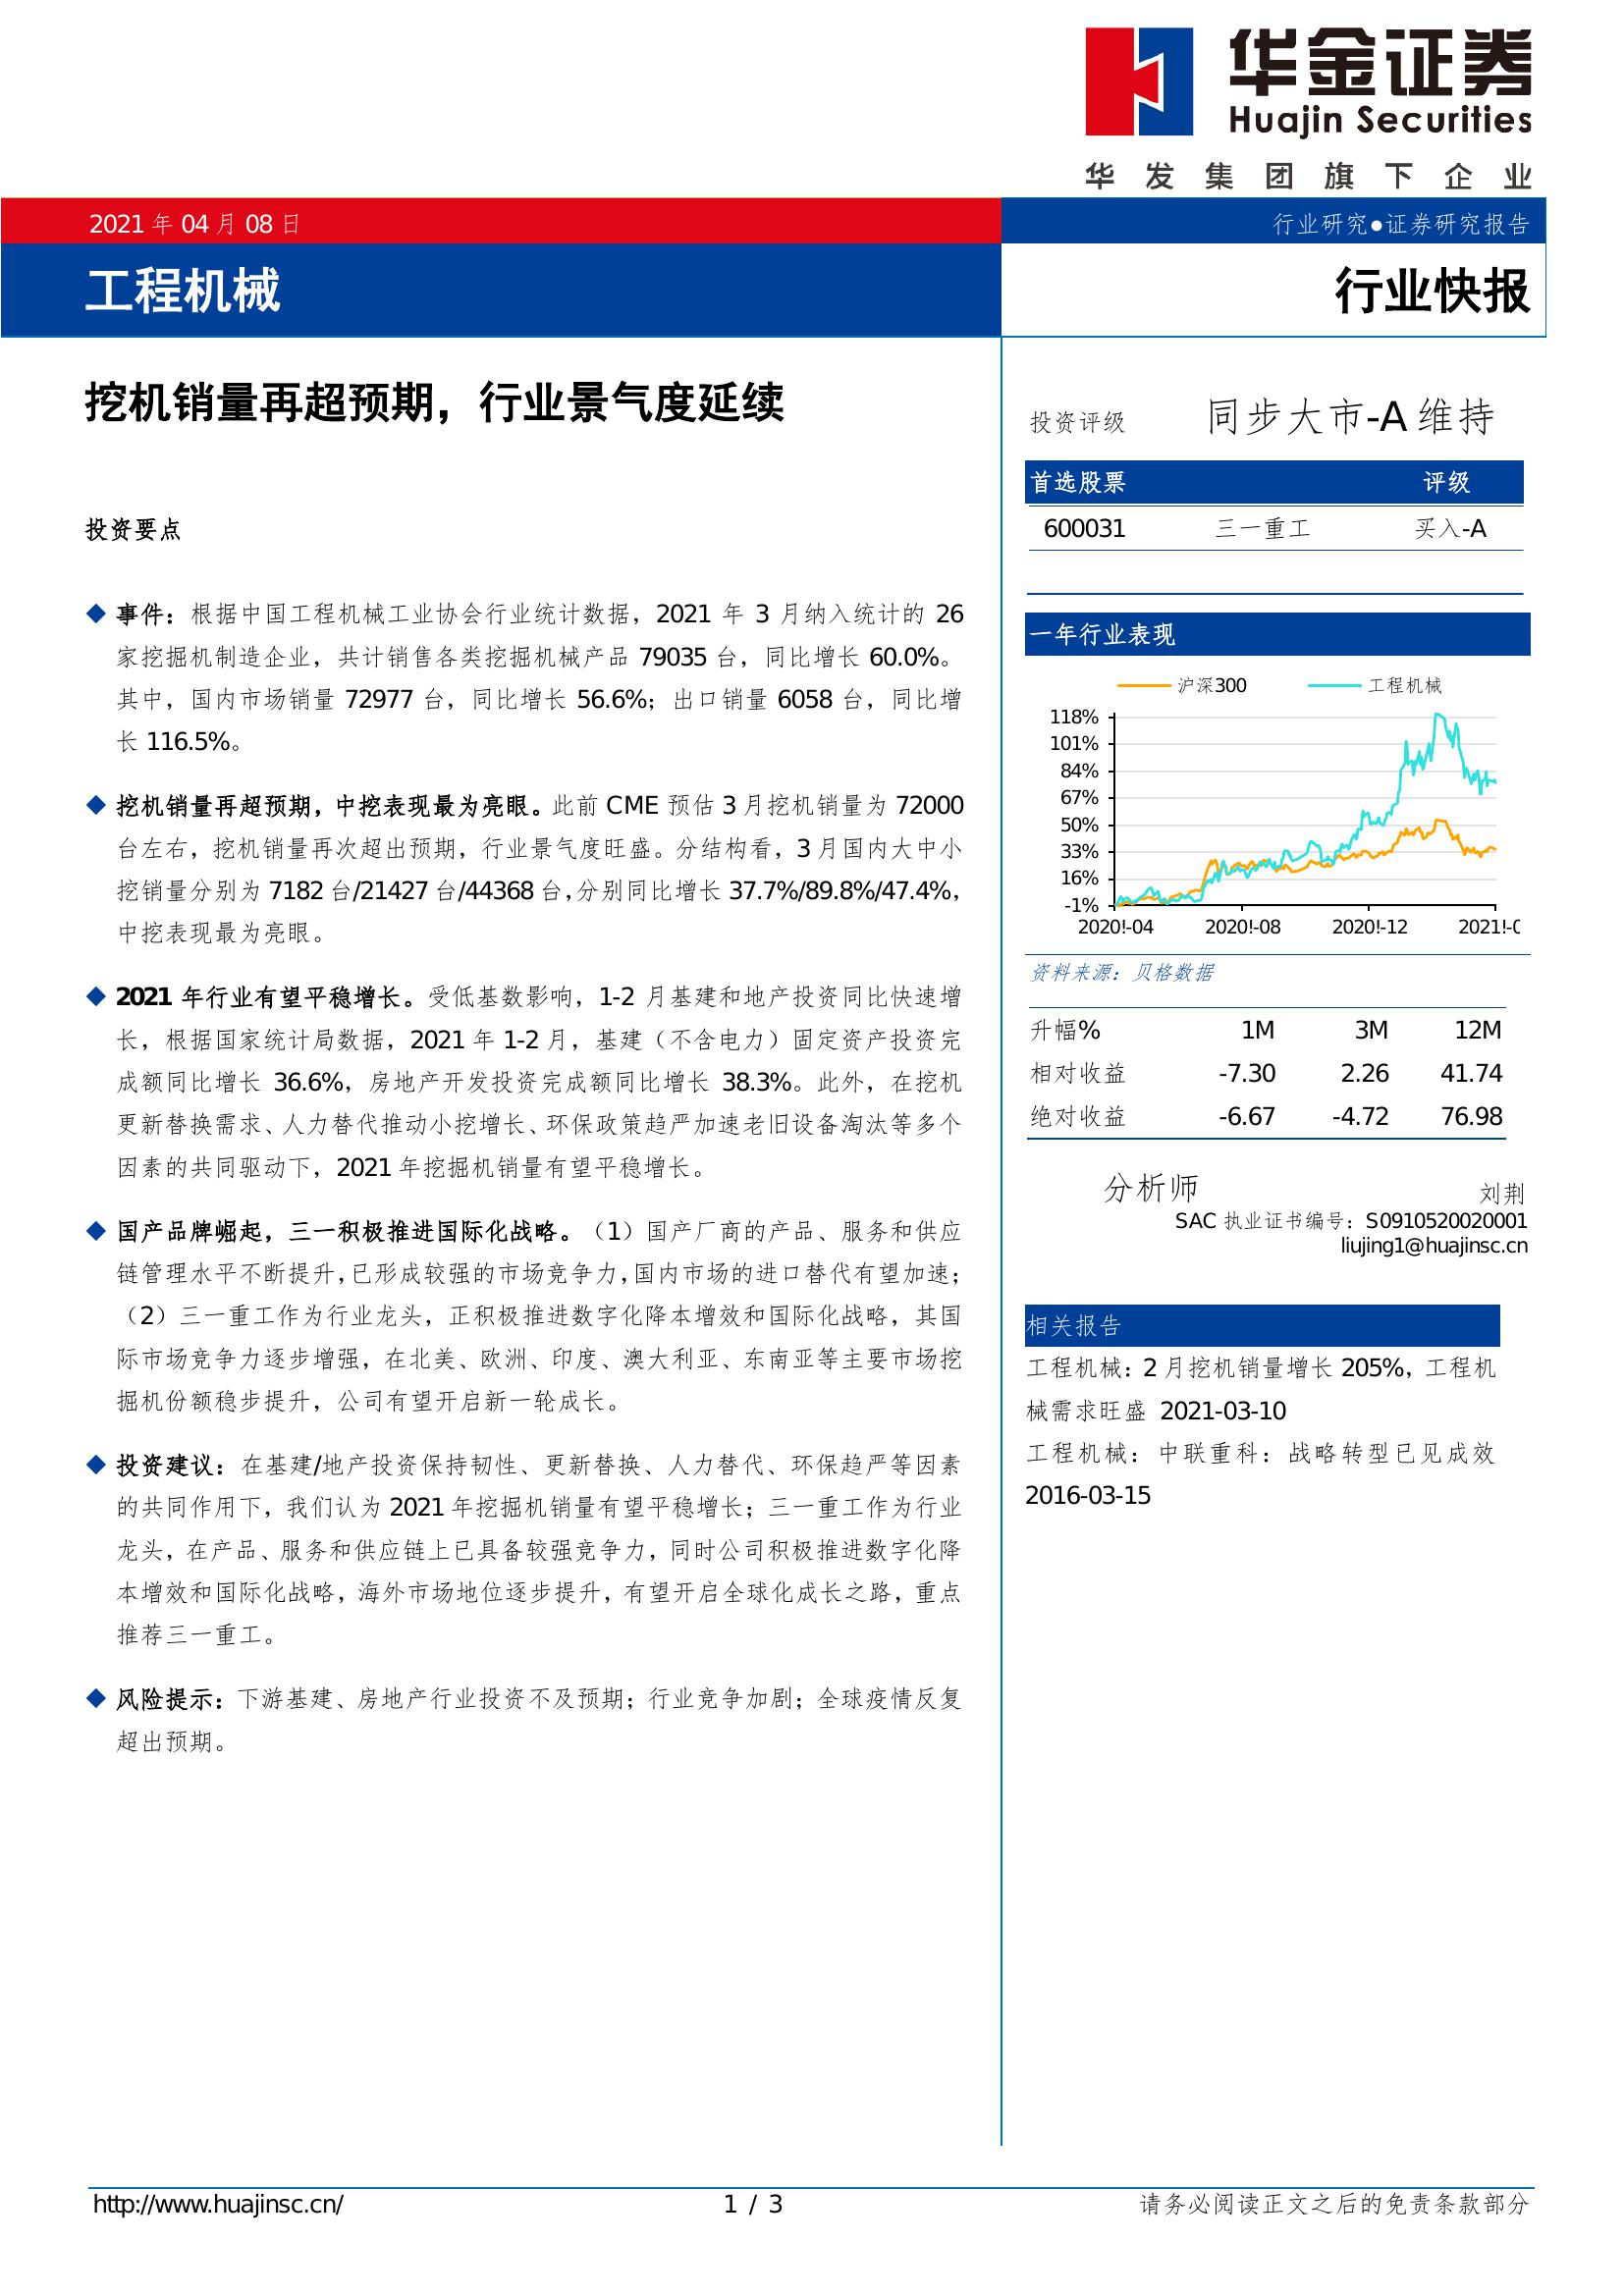 华金证券
Huajin Securities
华发集团旗下企业
2021 年 04 月 08 日
行业研究●证券研究报告
工程机械
行业快报
挖机销量再超预期，行业景气度延续
投资要点
◆ 事件：根据中国工程机械工业协会行业统计数据，2021 年 3 月纳入统计的 26
家挖掘机制造企业，共计销售各类挖掘机械产品 79035 台，同比增长 60.0%。
其中，国内市场销量 72977 台，同比增长 56.6%；出口销量 6058 台，同比增
长 116.5%。
◆ 挖机销量再超预期，中挖表现最为亮眼。此前 CME 预估 3 月挖机销量为 72000
台左右，挖机销量再次超出预期，行业景气度旺盛。分结构看，3 月国内大中小
挖销量分别为 7182 台/21427 台/44368 台，分别同比增长 37.7%/89.8%/47.4%，
中挖表现最为亮眼。
◆ 2021 年行业有望平稳增长。受低基数影响，1-2 月基建和地产投资同比快速增
长，根据国家统计局数据，2021 年 1-2 月，基建（不含电力）固定资产投资完
成额同比增长 36.6%，房地产开发投资完成额同比增长 38.3%。此外，在挖机
更新替换需求、人力替代推动小挖增长、环保政策趋严加速老旧设备淘汰等多个
因素的共同驱动下，2021 年挖掘机销量有望平稳增长。
◆ 国产品牌崛起，三一积极推进国际化战略。（1）国产厂商的产品、服务和供应
链管理水平不断提升，已形成较强的市场竞争力，国内市场的进口替代有望加速；
（2）三一重工作为行业龙头，正积极推进数字化降本增效和国际化战略，其国
际市场竞争力逐步增强，在北美、欧洲、印度、澳大利亚、东南亚等主要市场挖
掘机份额稳步提升，公司有望开启新一轮成长。
◆ 投资建议：在基建/地产投资保持韧性、更新替换、人力替代、环保趋严等因素
的共同作用下，我们认为 2021 年挖掘机销量有望平稳增长；三一重工作为行业
龙头，在产品、服务和供应链上已具备较强竞争力，同时公司积极推进数字化降
本增效和国际化战略，海外市场地位逐步提升，有望开启全球化成长之路，重点
推荐三一重工。
◆ 风险提示：下游基建、房地产行业投资不及预期；行业竞争加剧；全球疫情反复
超出预期。
投资评级 同步大市-A 维持
首选股票 评级
600031 三一重工 买入-A
一年行业表现
沪深300 工程机械
118%
101%
84%
67%
50%
33%
16%
-1%
2020!-04 2020!-08 2020!-12 2021!-0
资料来源：贝格数据
升幅% 1M 3M 12M
相对收益 -7.30 2.26 41.74
绝对收益 -6.67 -4.72 76.98
分析师 刘荆
SAC 执业证书编号：S0910520020001
liujing1@huajinsc.cn
相关报告
工程机械：2 月挖机销量增长 205%，工程机
械需求旺盛 2021-03-10
工程机械：中联重科：战略转型已见成效
2016-03-15
http://www.huajinsc.cn/ 1 / 3 请务必阅读正文之后的免责条款部分